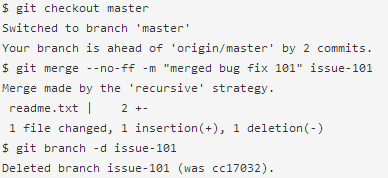 $ git checkout master
Switched to branch 'master'
Your branch is ahead of 'origin/master' by 2 commits.
$ git merge --no-ff -m "merged bug fix 101" issue-101
Merge made by the 'recursive' strategy.
 readme.txt |    2 +-
 1 file changed, 1 insertion(+), 1 deletion(-)
$ git branch -d issue-101
Deleted branch issue-101 (was cc17032).